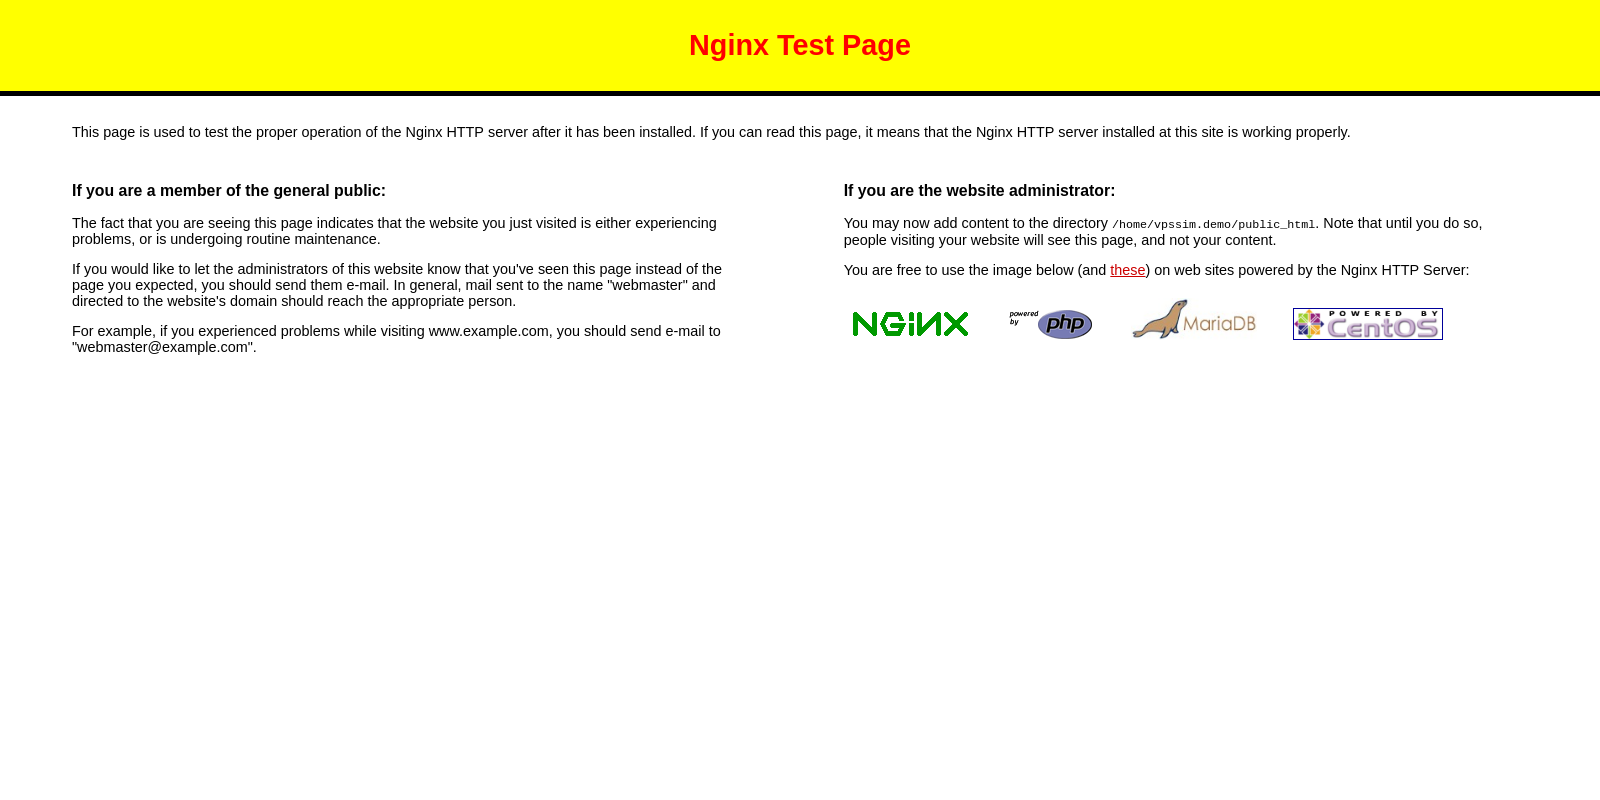 Nginx Test Page
This page is used to test the proper operation of the Nginx HTTP server after it has been installed. If you can read this page, it means that the Nginx HTTP server installed at this site is working properly.
If you are a member of the general public:
The fact that you are seeing this page indicates that the website you just visited is either experiencing
problems, or is undergoing routine maintenance.
If you would like to let the administrators of this website know that you've seen this page instead of the
page you expected, you should send them e-mail. In general, mail sent to the name "webmaster" and
directed to the website's domain should reach the appropriate person.
For example, if you experienced problems while visiting www.example.com, you should send e-mail to
"webmaster@example.com".
If you are the website administrator:
You may now add content to the directory /home/vpssim.demo/public_html. Note that until you do so,
people visiting your website will see this page, and not your content.
You are free to use the image below (and these) on web sites powered by the Nginx HTTP Server:
NGiNX
powered
by
php
MariaDB
POWERED BY
CentOS